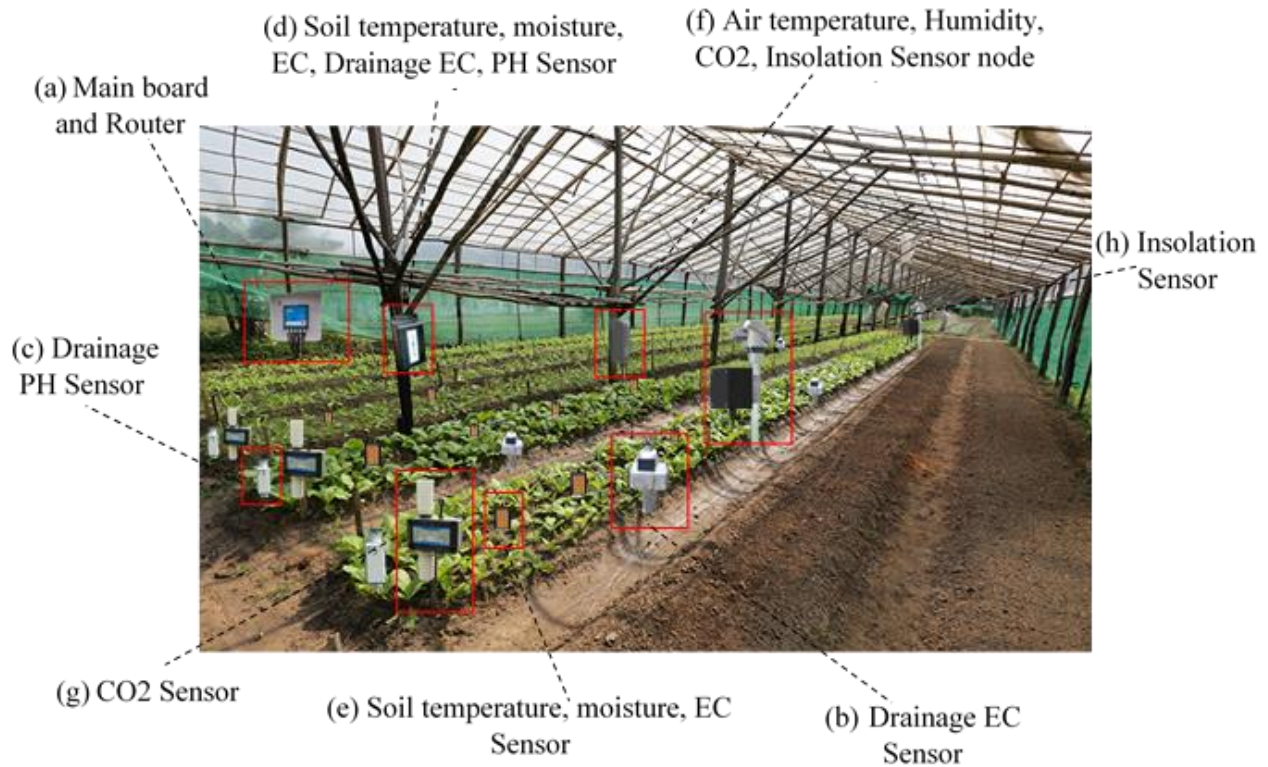 (d) Soil temperature, moisture,
EC, Drainage EC, PH Sensor
(f) Air temperature, Humidity,
CO2, Insolation Sensor node
(a) Main board
and Router
(h) Insolation
Sensor
(c) Drainage
PH Sensor
(g) CO2 Sensor
(e) Soil temperature, moisture, EC
Sensor
(b) Drainage EC
Sensor